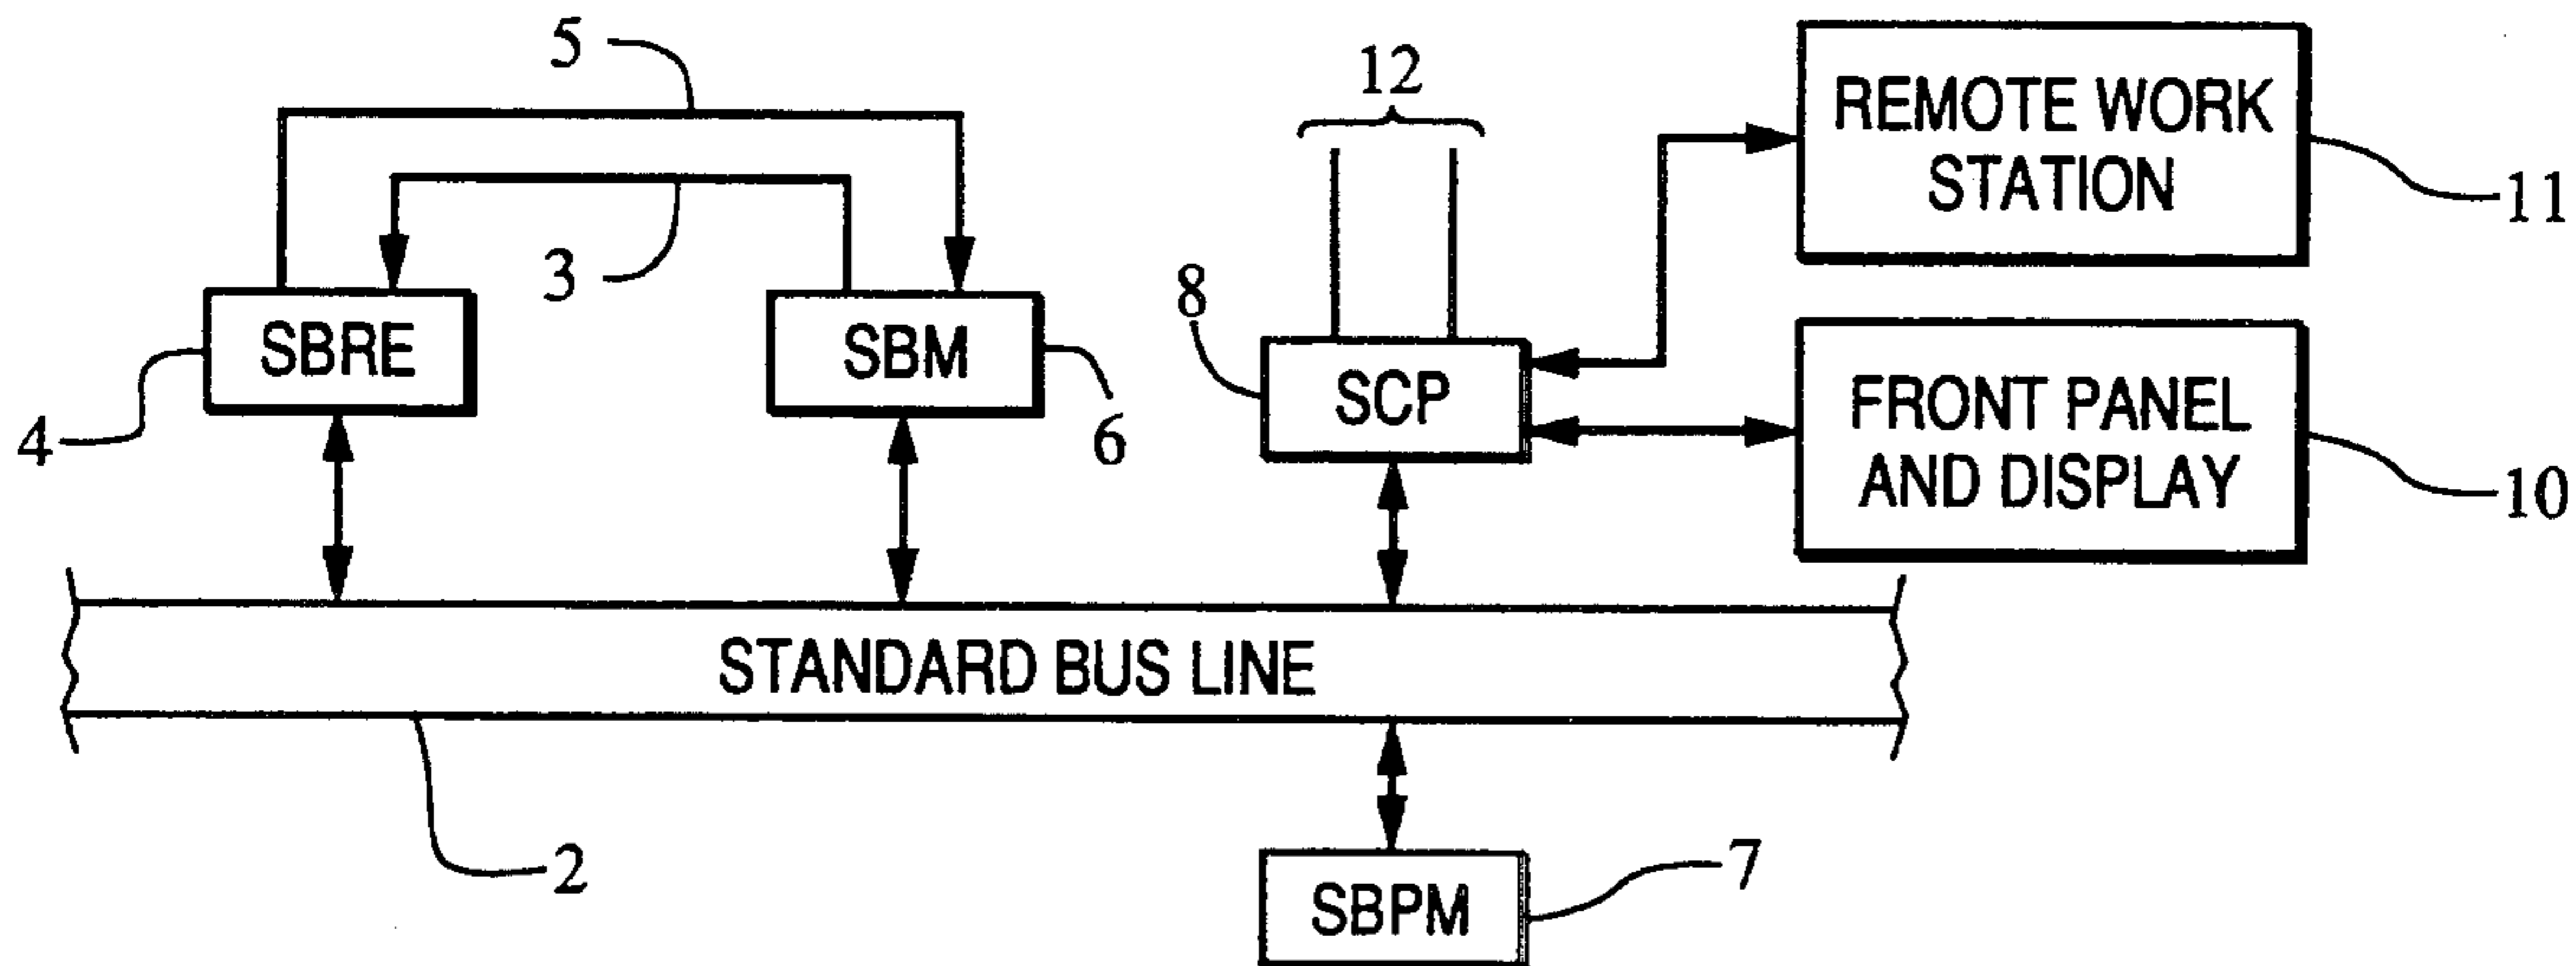 5
12
REMOTE WORK
STATION
11
3
8
SBRE
SBM
SCP
4
6
FRONT PANEL
AND DISPLAY
10
STANDARD BUS LINE
2
7
SBPM